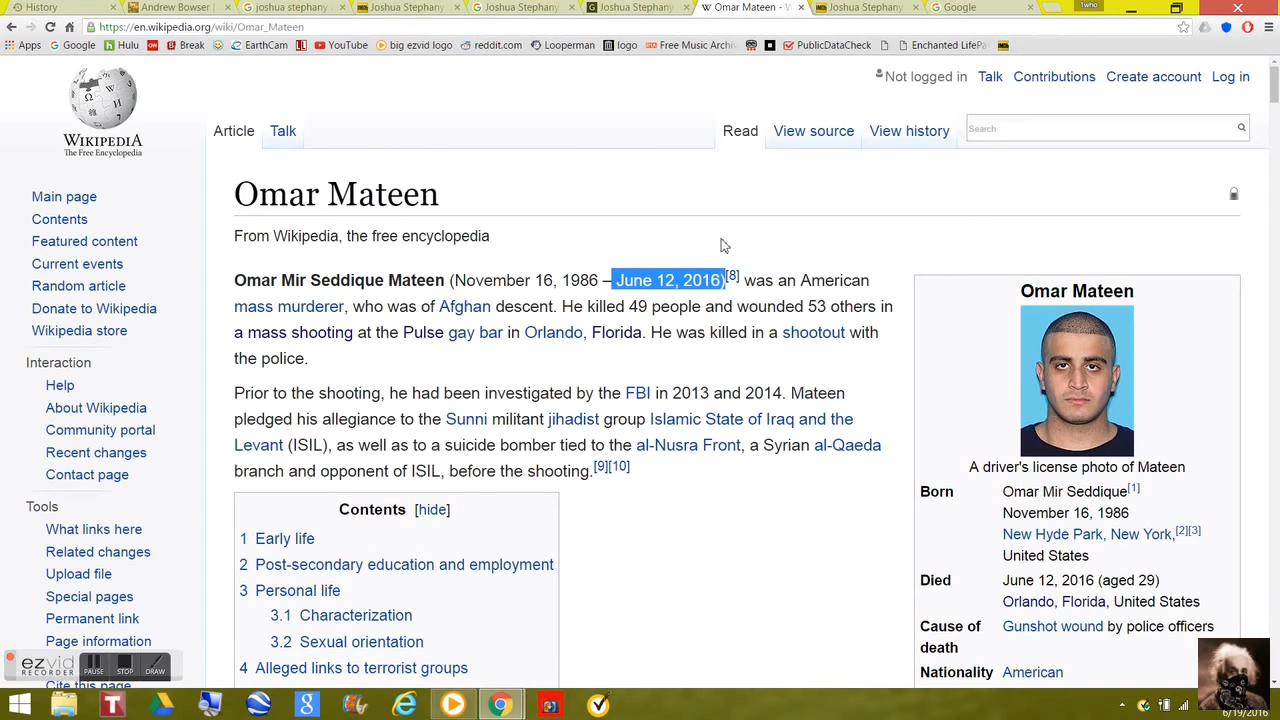 History
Andrew Bowser |
joshua stephany
Joshua Stephany
Joshua Stephany
Joshua Stephany
Omar Mateen - W
Joshua Stephany
Google
1who
https://en.wikipedia.org/wiki/Omar_Mateen
Apps Google Hulu Break EarthCam YouTube big ezvid logo reddit.com Looperman logo Free Music Archiv PublicDataCheck Enchanted LifePa
Not logged in Talk Contributions Create account Log in
WIKIPEDIA
The Free Encyclopedia
Article Talk Read View source View history Search
Main page
Contents
Featured content
Current events
Random article
Donate to Wikipedia
Wikipedia store
Interaction
Help
About Wikipedia
Community portal
Recent changes
Contact page
Tools
What links here
Related changes
Upload file
Special pages
Permanent link
Page information
Cite this page
Omar Mateen
From Wikipedia, the free encyclopedia
Omar Mir Seddique Mateen (November 16, 1986 – June 12, 2016)[8] was an American
mass murderer, who was of Afghan descent. He killed 49 people and wounded 53 others in
a mass shooting at the Pulse gay bar in Orlando, Florida. He was killed in a shootout with
the police.
Prior to the shooting, he had been investigated by the FBI in 2013 and 2014. Mateen
pledged his allegiance to the Sunni militant jihadist group Islamic State of Iraq and the
Levant (ISIL), as well as to a suicide bomber tied to the al-Nusra Front, a Syrian al-Qaeda
branch and opponent of ISIL, before the shooting.[9][10]
Contents [hide]
1 Early life
2 Post-secondary education and employment
3 Personal life
3.1 Characterization
3.2 Sexual orientation
4 Alleged links to terrorist groups
Omar Mateen
A driver's license photo of Mateen
Born Omar Mir Seddique[1]
November 16, 1986
New Hyde Park, New York,[2][3]
United States
Died June 12, 2016 (aged 29)
Orlando, Florida, United States
Cause of death Gunshot wound by police officers
Nationality American
ezvid
RECORDER
PAUSE STOP DRAW
6/19/2016